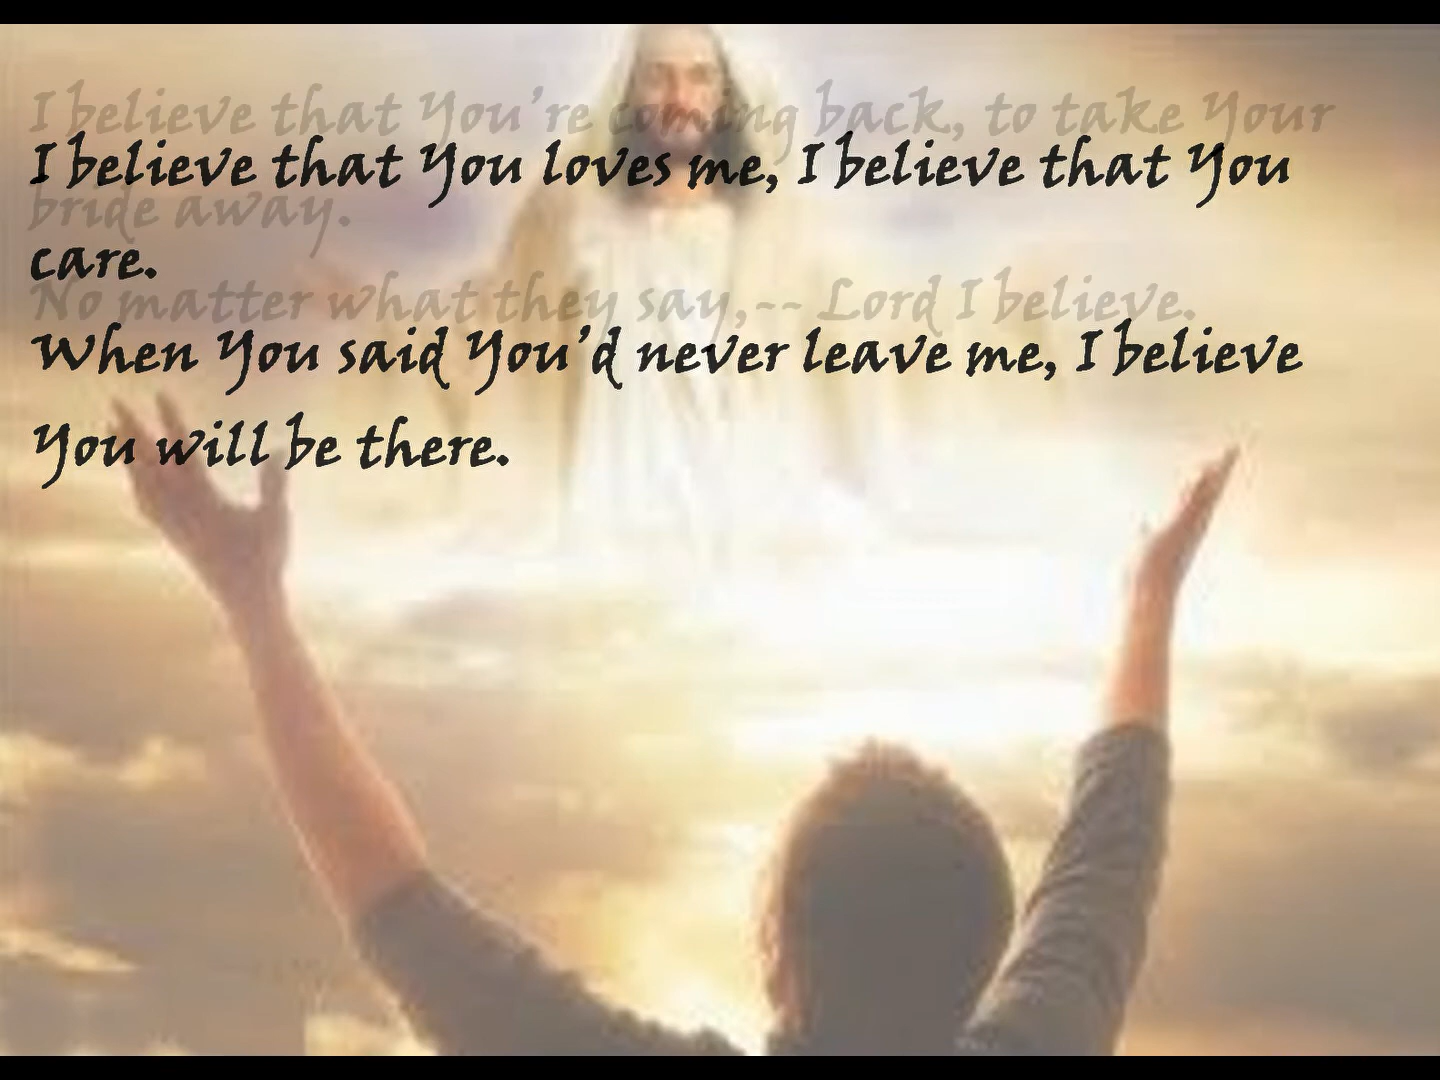 I believe that You're coming back, to take Your
I believe that You loves me, I believe that You
bride away.
care.
No matter what they say,-- Lord I believe.
When You said You'd never leave me, I believe
You will be there.